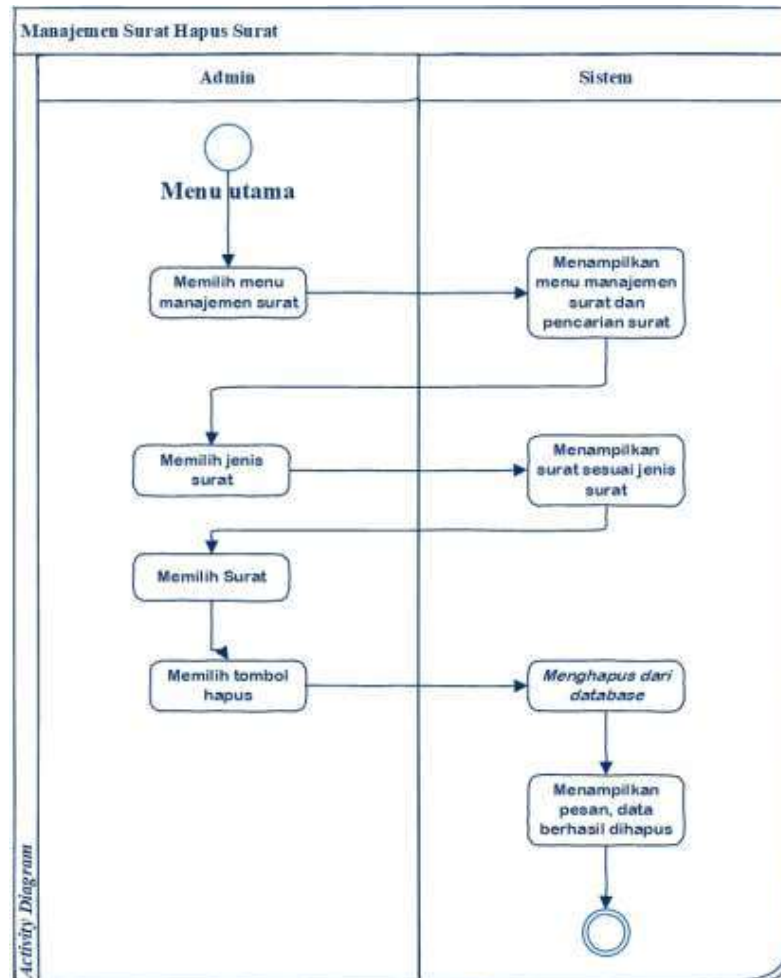 Manajemen Surat Hapus Surat
Admin
Sistem
Menu utama
Memilih menu
manajemen surat
Menampilkan
menu manajemen
surat dan
pencarian surat
Memilih jenis
surat
Menampilkan
surat sesuai jenis
surat
Memilih Surat
Memilih tombol
hapus
Menghapus dari
database
Menampilkan
pesan, data
berhasil dihapus
Activity Diagram